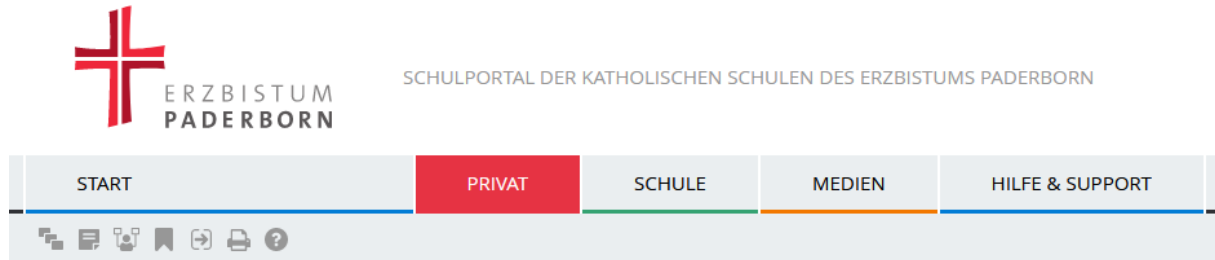 ERZBISTUM
PADERBORN
SCHULPORTAL DER KATHOLISCHEN SCHULEN DES ERZBISTUMS PADERBORN
START PRIVAT SCHULE MEDIEN HILFE & SUPPORT
?